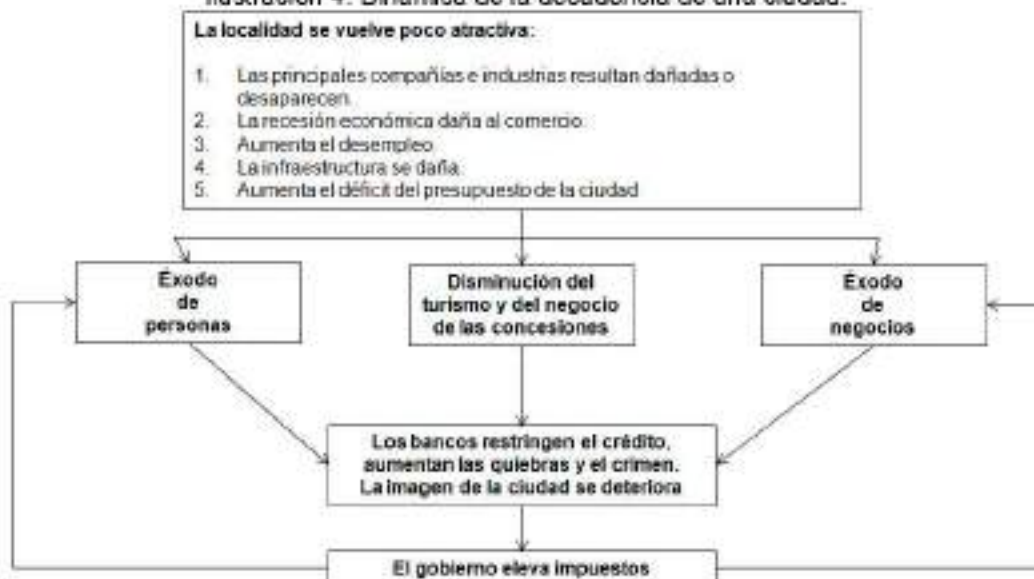 Ilustración 4. Dinámica de la decadencia de una ciudad.
La localidad se vuelve poco atractiva:
1. Las principales compañías e industrias resultan dañadas o
desaparecen.
2. La recesión económica daña al comercio.
3. Aumenta el desempleo.
4. La infraestructura se daña.
5. Aumenta el déficit del presupuesto de la ciudad
Éxodo
de
personas
Disminución del
turismo y del negocio
de las concesiones
Éxodo
de
negocios
Los bancos restringen el crédito,
aumentan las quiebras y el crimen.
La imagen de la ciudad se deteriora
El gobierno eleva impuestos